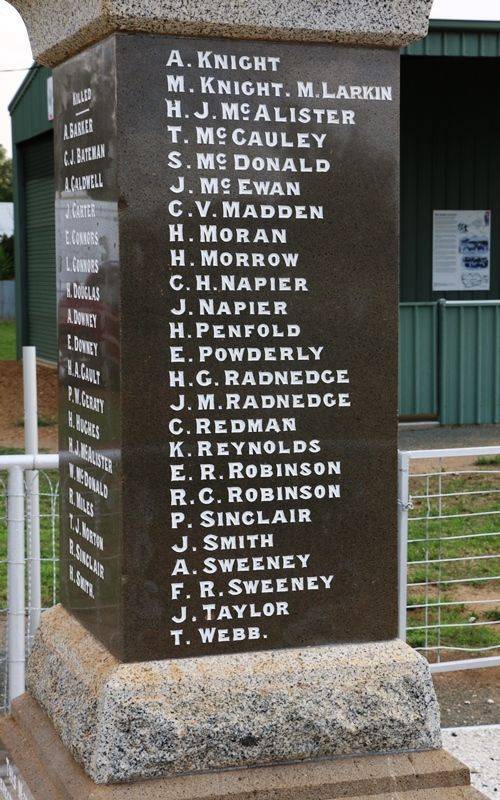 KILLED
A. BARKER
C. J. BATEMAN
A. CALDWELL
J. CARTER
E. CONNORS
L. CONNORS
H. DOUGLAS
A. DOWNEY
E. DOWNEY
H. A. GAULT
P. W. GERATY
H. HUGHES
H. J. McALISTER
W. McDONALD
R. MILES
T. J. MORTON
H. SINCLAIR
H. SMITH.
A. KNIGHT
M. KNIGHT. M. LARKIN
H. J. McALISTER
T. McCAULEY
S. McDONALD
J. McEWAN
C. V. MADDEN
H. MORAN
H. MORROW
C. H. NAPIER
J. NAPIER
H. PENFOLD
E. POWDERLY
H. G. RADNEDGE
J. M. RADNEDGE
C. REDMAN
K. REYNOLDS
E. R. ROBINSON
R. C. ROBINSON
P. SINCLAIR
J. SMITH
A. SWEENEY
F. R. SWEENEY
J. TAYLOR
T. WEBB.